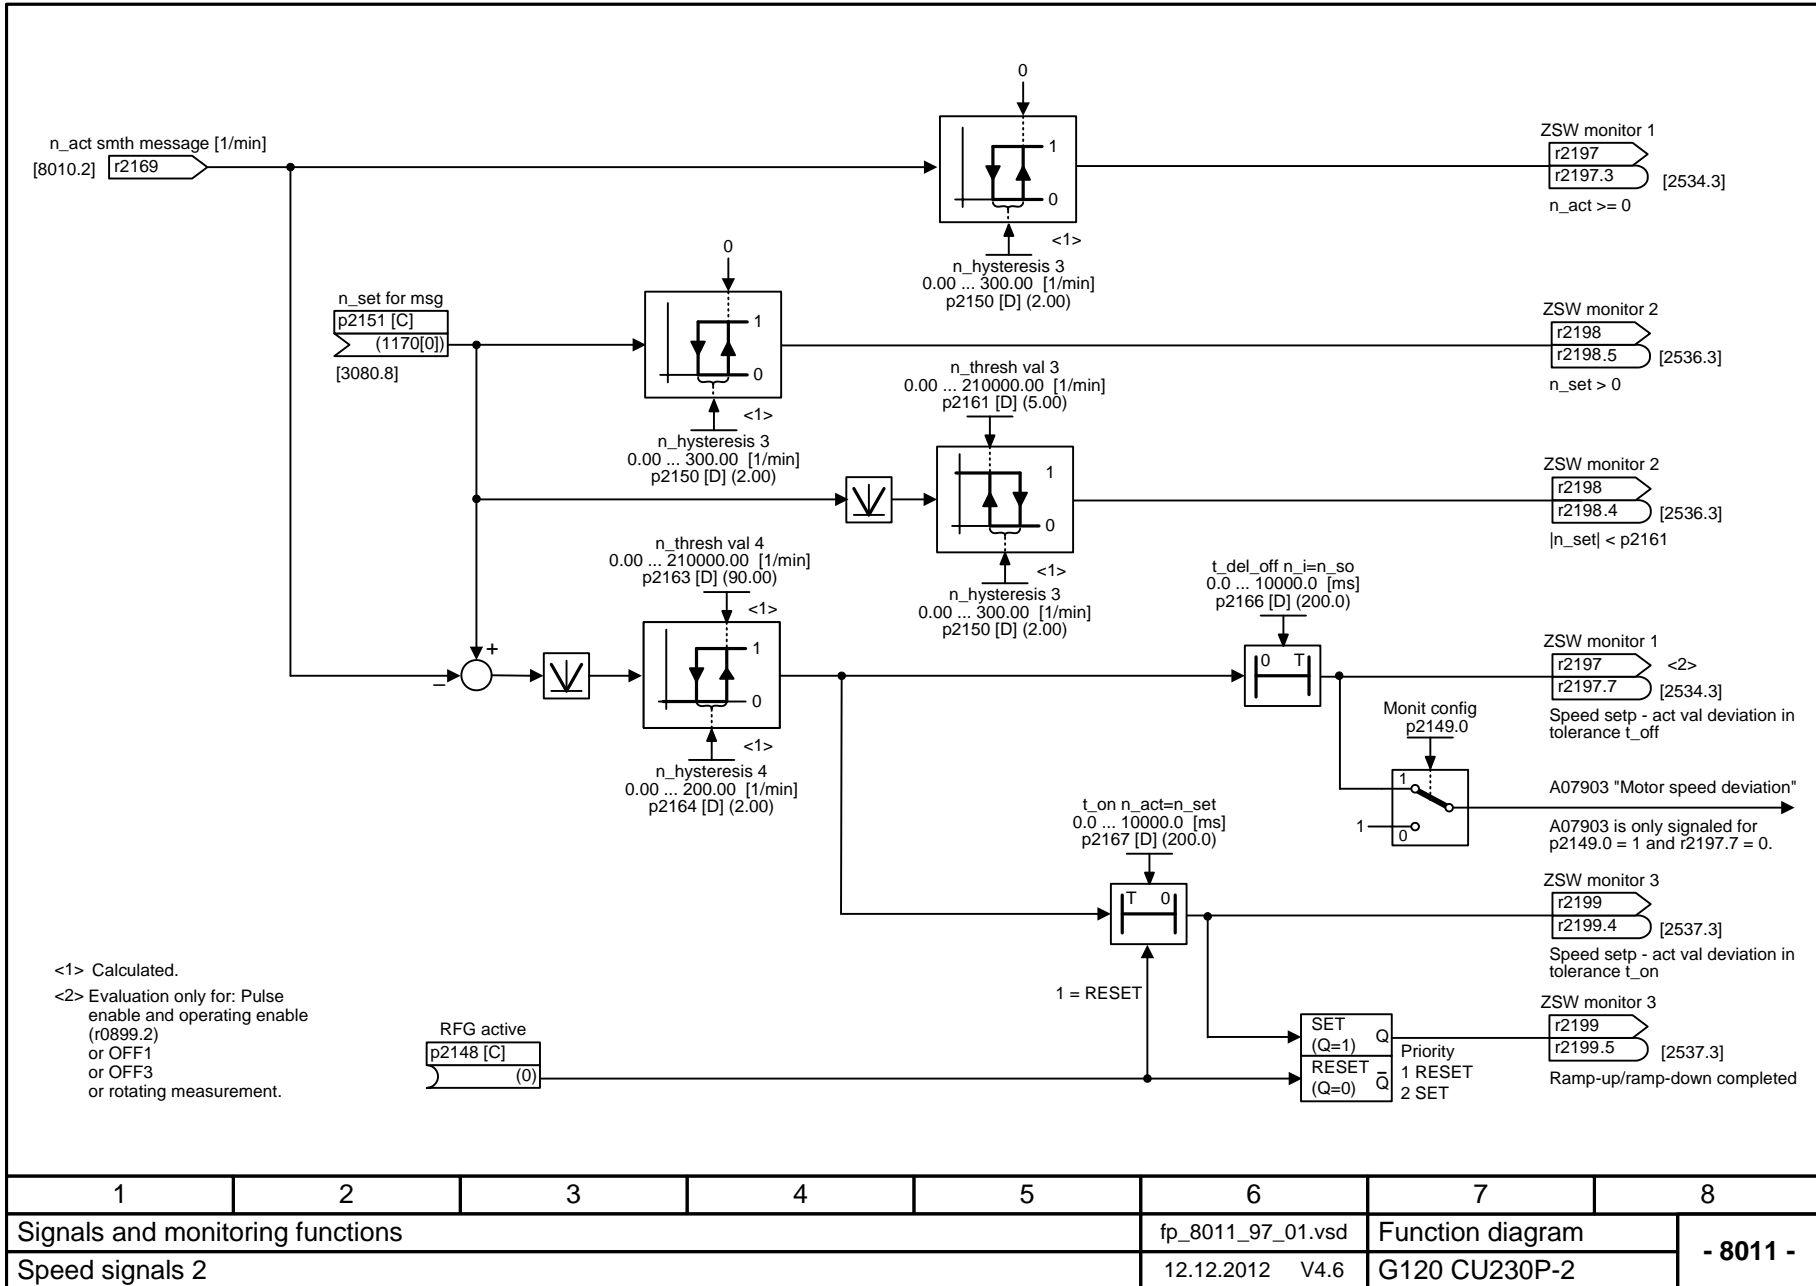 0
n_act smth message [1/min]
[8010.2] r2169
1
0
<1>
n_hysteresis 3
0.00 ... 300.00 [1/min]
p2150 [D] (2.00)
ZSW monitor 1
r2197
r2197.3 [2534.3]
n_act >= 0
n_set for msg
p2151 [C]
(1170[0])
[3080.8]
0
1
0
<1>
n_hysteresis 3
0.00 ... 300.00 [1/min]
p2150 [D] (2.00)
ZSW monitor 2
r2198
r2198.5 [2536.3]
n_set > 0
n_thresh val 3
0.00 ... 210000.00 [1/min]
p2161 [D] (5.00)
1
0
<1>
n_hysteresis 3
0.00 ... 300.00 [1/min]
p2150 [D] (2.00)
ZSW monitor 2
r2198
r2198.4 [2536.3]
|n_set| < p2161
n_thresh val 4
0.00 ... 210000.00 [1/min]
p2163 [D] (90.00)
<1>
+
–
1
0
<1>
n_hysteresis 4
0.00 ... 200.00 [1/min]
p2164 [D] (2.00)
t_del_off n_i=n_so
0.0 ... 10000.0 [ms]
p2166 [D] (200.0)
0 T
ZSW monitor 1
r2197 <2>
r2197.7 [2534.3]
Speed setp - act val deviation in
tolerance t_off
Monit config
p2149.0
1
1
0
A07903 "Motor speed deviation"
A07903 is only signaled for
p2149.0 = 1 and r2197.7 = 0.
t_on n_act=n_set
0.0 ... 10000.0 [ms]
p2167 [D] (200.0)
T 0
1 = RESET
ZSW monitor 3
r2199
r2199.4 [2537.3]
Speed setp - act val deviation in
tolerance t_on
<1> Calculated.
<2> Evaluation only for: Pulse
enable and operating enable
(r0899.2)
or OFF1
or OFF3
or rotating measurement.
RFG active
p2148 [C]
(0)
SET
(Q=1) Q
RESET
(Q=0) Q̅
Priority
1 RESET
2 SET
ZSW monitor 3
r2199
r2199.5 [2537.3]
Ramp-up/ramp-down completed
1 2 3 4 5 6 7 8
Signals and monitoring functions fp_8011_97_01.vsd Function diagram
- 8011 -
Speed signals 2 12.12.2012 V4.6 G120 CU230P-2